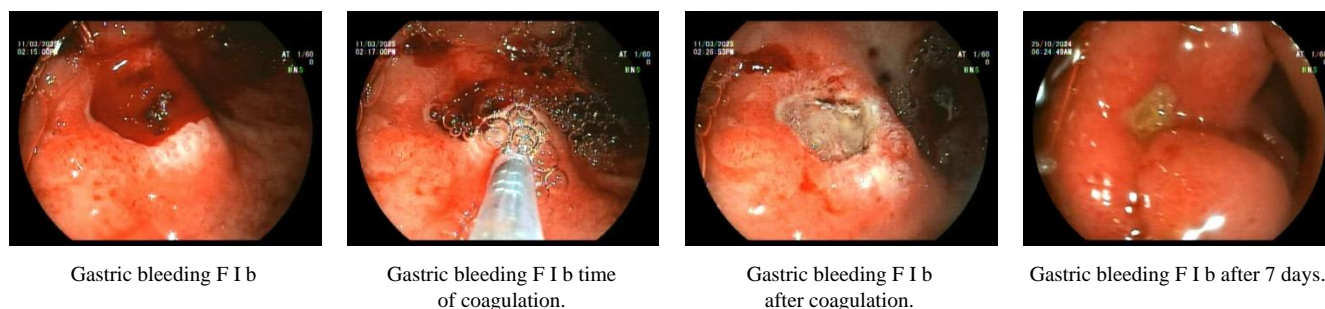 11/03/2025
02:15:00PM
AT 1/60
0
HNS
11/03/2025
02:17:00PM
AT 1/60
0
HNS
11/03/2025
02:26:53PM
AT 1/60
0
HNS
25/10/2024
06:24:49AM
AT 1/60
0
HNS
Gastric bleeding F I b
Gastric bleeding F I b time
of coagulation.
Gastric bleeding F I b
after coagulation.
Gastric bleeding F I b after 7 days.